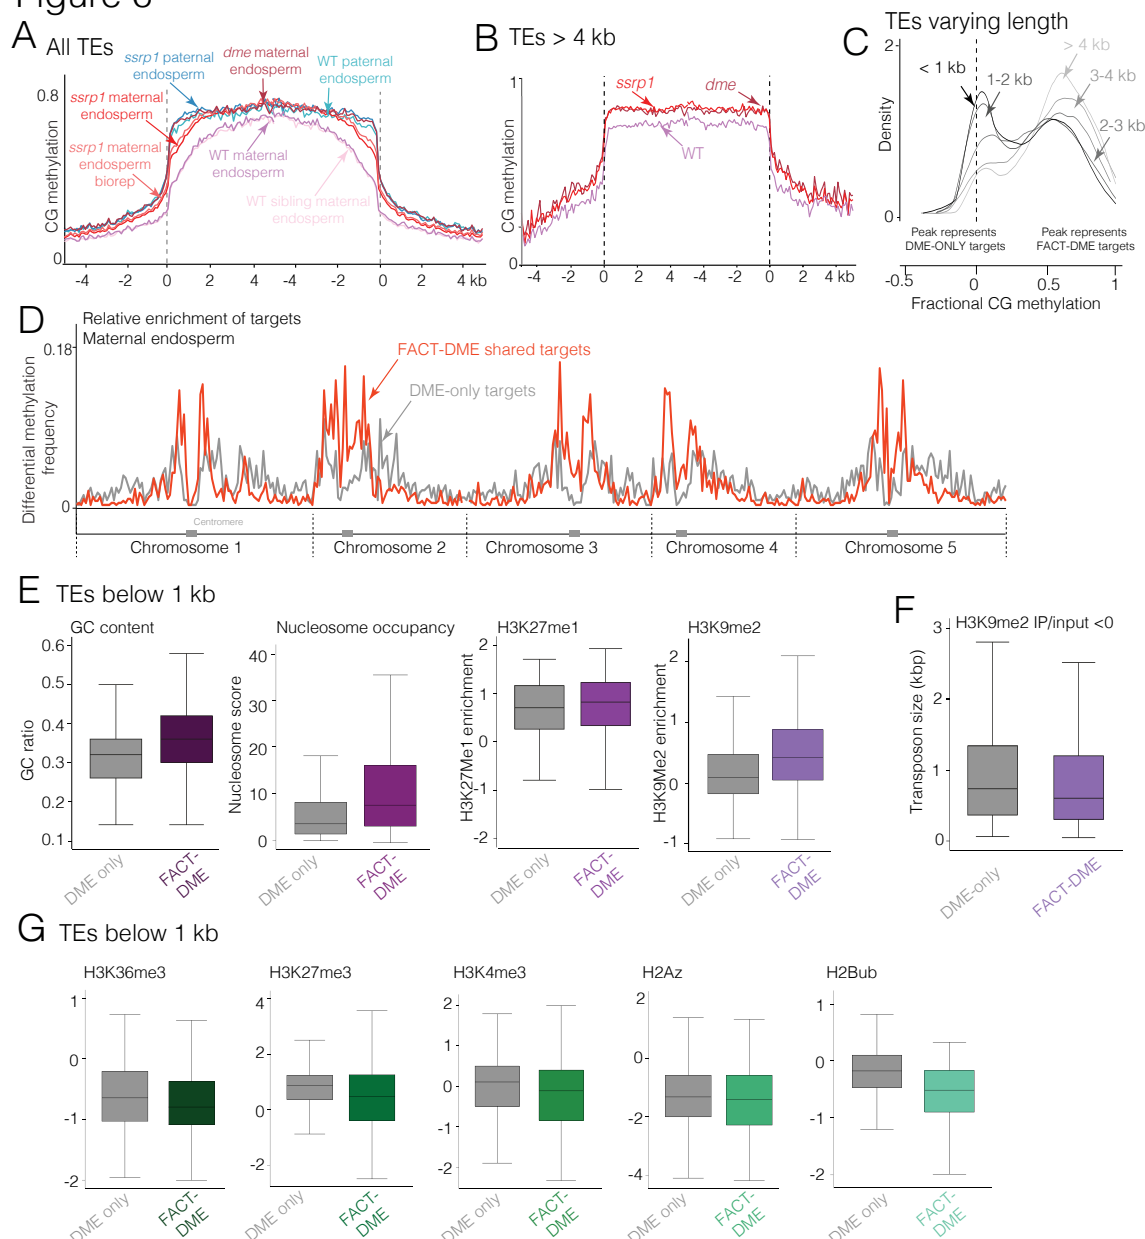 A All TEs
ssrp1 paternal
endosperm
dme maternal
endosperm
WT paternal
endosperm
ssrp1 maternal
endosperm
ssrp1 maternal
endosperm
biorep
WT maternal
endosperm
WT sibling maternal
endosperm
CG methylation
0.8
0
-4 -2 0 2 4 -4 -2 0 2 4 kb
B TEs > 4 kb
ssrp1
dme
WT
CG methylation
1
0
-4 -2 0 2 4 -4 -2 0 2 4 kb
C TEs varying length
> 4 kb
< 1 kb
1-2 kb
3-4 kb
2-3 kb
Density
2
0
Peak represents
DME-ONLY targets
Peak represents
FACT-DME targets
-0.5 0 0.5 1
Fractional CG methylation
D Relative enrichment of targets
Maternal endosperm
FACT-DME shared targets
DME-only targets
Differential methylation
frequency
0.18
0
Centromere
Chromosome 1 Chromosome 2 Chromosome 3 Chromosome 4 Chromosome 5
E TEs below 1 kb
GC content
GC ratio
0.6
0.5
0.4
0.3
0.2
0.1
DME only
FACT-
DME
Nucleosome occupancy
Nucleosome score
40
30
20
10
0
DME only
FACT-
DME
H3K27me1
H3K27Me1 enrichment
2
1
0
-1
-2
DME only
FACT-
DME
H3K9me2
H3K9Me2 enrichment
2
1
0
-1
DME only
FACT-
DME
F H3K9me2 IP/input <0
Transposon size (kbp)
3
2
1
0
DME-only
FACT-DME
G TEs below 1 kb
H3K36me3
1
0
-1
-2
DME only
FACT-
DME
H3K27me3
4
2
0
-2
DME only
FACT-
DME
H3K4me3
2
1
0
-1
-2
DME only
FACT-
DME
H2Az
2
0
-2
-4
DME only
FACT-
DME
H2Bub
1
0
-1
-2
DME only
FACT-
DME